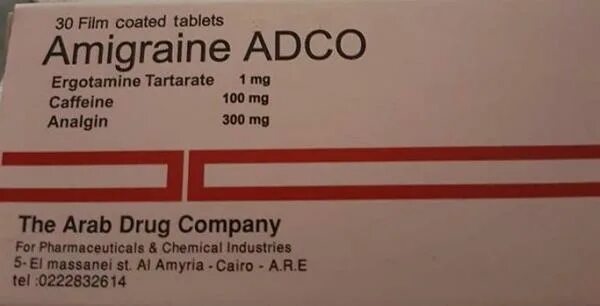 30 Film coated tablets
Amigraine ADCO
Ergotamine Tartarate 1 mg
Caffeine 100 mg
Analgin 300 mg
The Arab Drug Company
For Pharmaceuticals & Chemical Industries
5- El massanei st. Al Amyria - Cairo - A.R.E
tel :0222832614